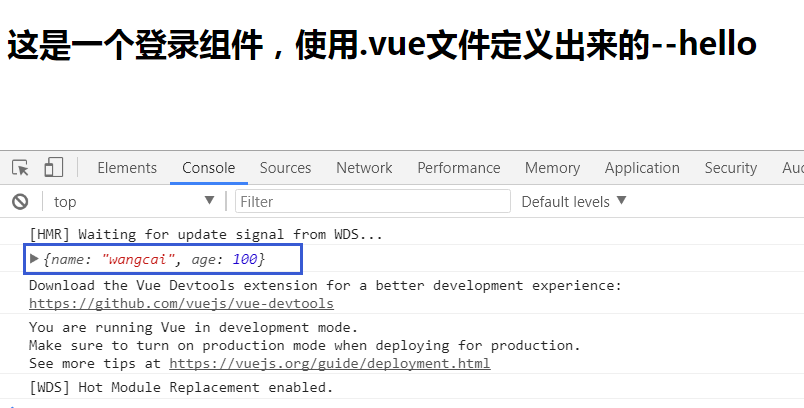 这是一个登录组件，使用.vue文件定义出来的--hello
Elements Console Sources Network Performance Memory Application Security Au
top Filter Default levels
[HMR] Waiting for update signal from WDS...
{name: "wangcai", age: 100}
Download the Vue Devtools extension for a better development experience:
https://github.com/vuejs/vue-devtools
You are running Vue in development mode.
Make sure to turn on production mode when deploying for production.
See more tips at https://vuejs.org/guide/deployment.html
[WDS] Hot Module Replacement enabled.